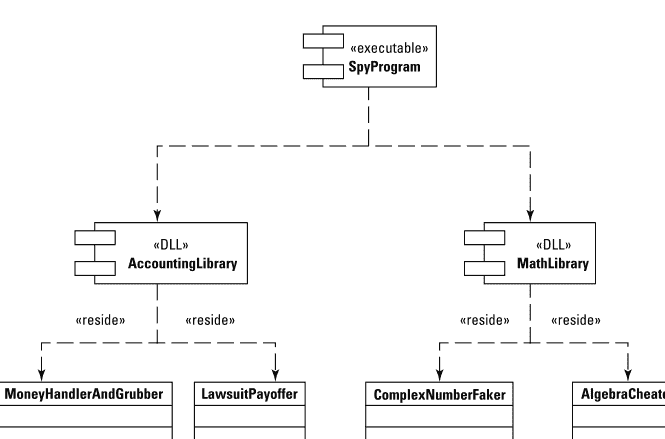 «executable»
SpyProgram
«DLL»
AccountingLibrary
«DLL»
MathLibrary
«reside» «reside»
«reside» «reside»
MoneyHandlerAndGrubber
LawsuitPayoffer
ComplexNumberFaker
AlgebraCheate